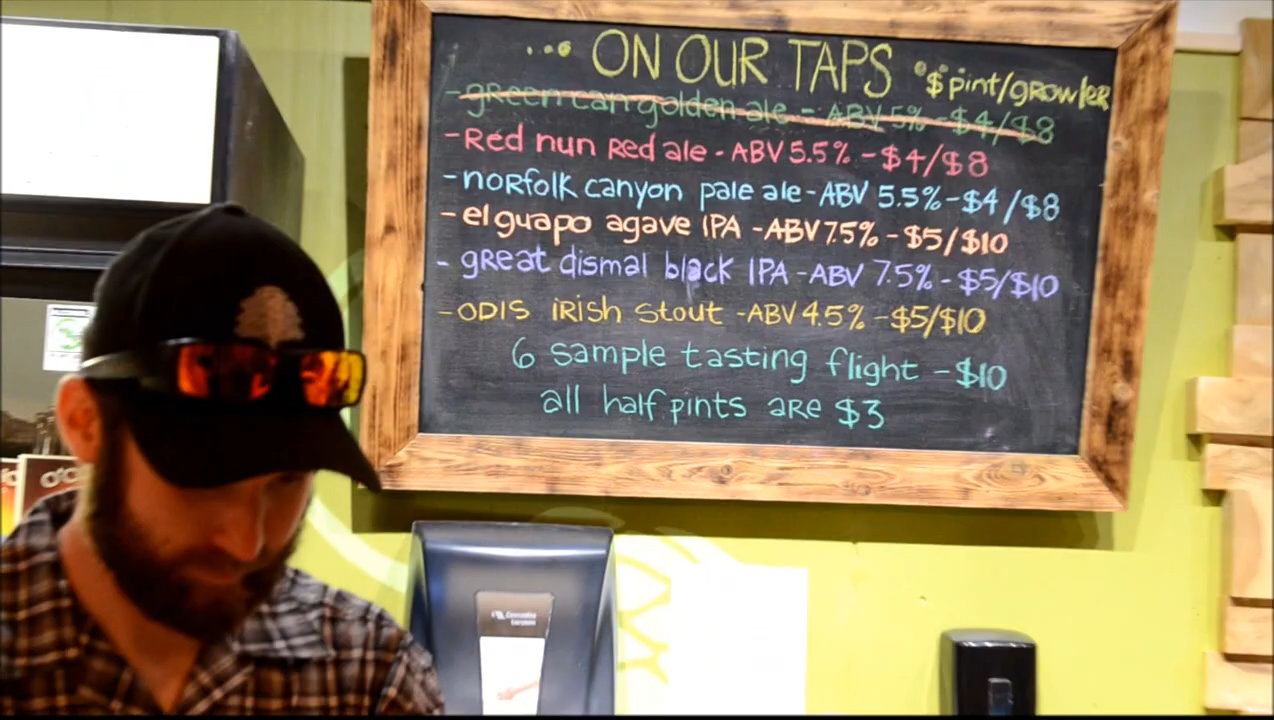 ... ON OUR TAPS
$pint/growler
- green can golden ale - ABV 5% - $4/$8
- Red nun Red ale - ABV 5.5% - $4/$8
- norfolk canyon pale ale - ABV 5.5% - $4/$8
- el guapo agave IPA - ABV 7.5% - $5/$10
- great dismal black IPA - ABV 7.5% - $5/$10
- ODIS iRish stout - ABV 4.5% - $5/$10
6 sample tasting flight - $10
all half pints are $3